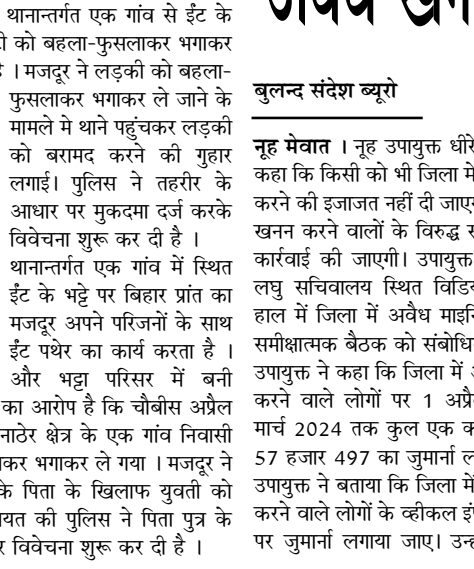 थानान्तर्गत एक गांव से ईंट के
को बहला-फुसलाकर भगाकर
। मजदूर ने लड़की को बहला-
फुसलाकर भगाकर ले जाने के
मामले मे थाने पहुंचकर लड़की
को बरामद करने की गुहार
लगाई। पुलिस ने तहरीर के
आधार पर मुकदमा दर्ज करके
विवेचना शुरू कर दी है ।
थानान्तर्गत एक गांव में स्थित
ईंट के भट्टे पर बिहार प्रांत का
मजदूर अपने परिजनों के साथ
ईंट पथेर का कार्य करता है ।
और भट्टा परिसर में बनी
का आरोप है कि चौबीस अप्रैल
नाठेर क्षेत्र के एक गांव निवासी
कर भगाकर ले गया । मजदूर ने
के पिता के खिलाफ युवती को
यत की पुलिस ने पिता पुत्र के
विवेचना शुरू कर दी है ।
बुलन्द संदेश ब्यूरो
नूह मेवात । नूह उपायुक्त धीरे
कहा कि किसी को भी जिला में
करने की इजाजत नहीं दी जाए
खनन करने वालों के विरुद्ध
कार्रवाई की जाएगी। उपायुक्त
लघु सचिवालय स्थित विडि
हाल में जिला में अवैध माइनि
समीक्षात्मक बैठक को संबोधि
उपायुक्त ने कहा कि जिला में
करने वाले लोगों पर 1 अप्रै
मार्च 2024 तक कुल एक क
57 हजार 497 का जुमार्ना ल
उपायुक्त ने बताया कि जिला में
करने वाले लोगों के व्हीकल इं
पर जुमार्ना लगाया जाए। उन्ह